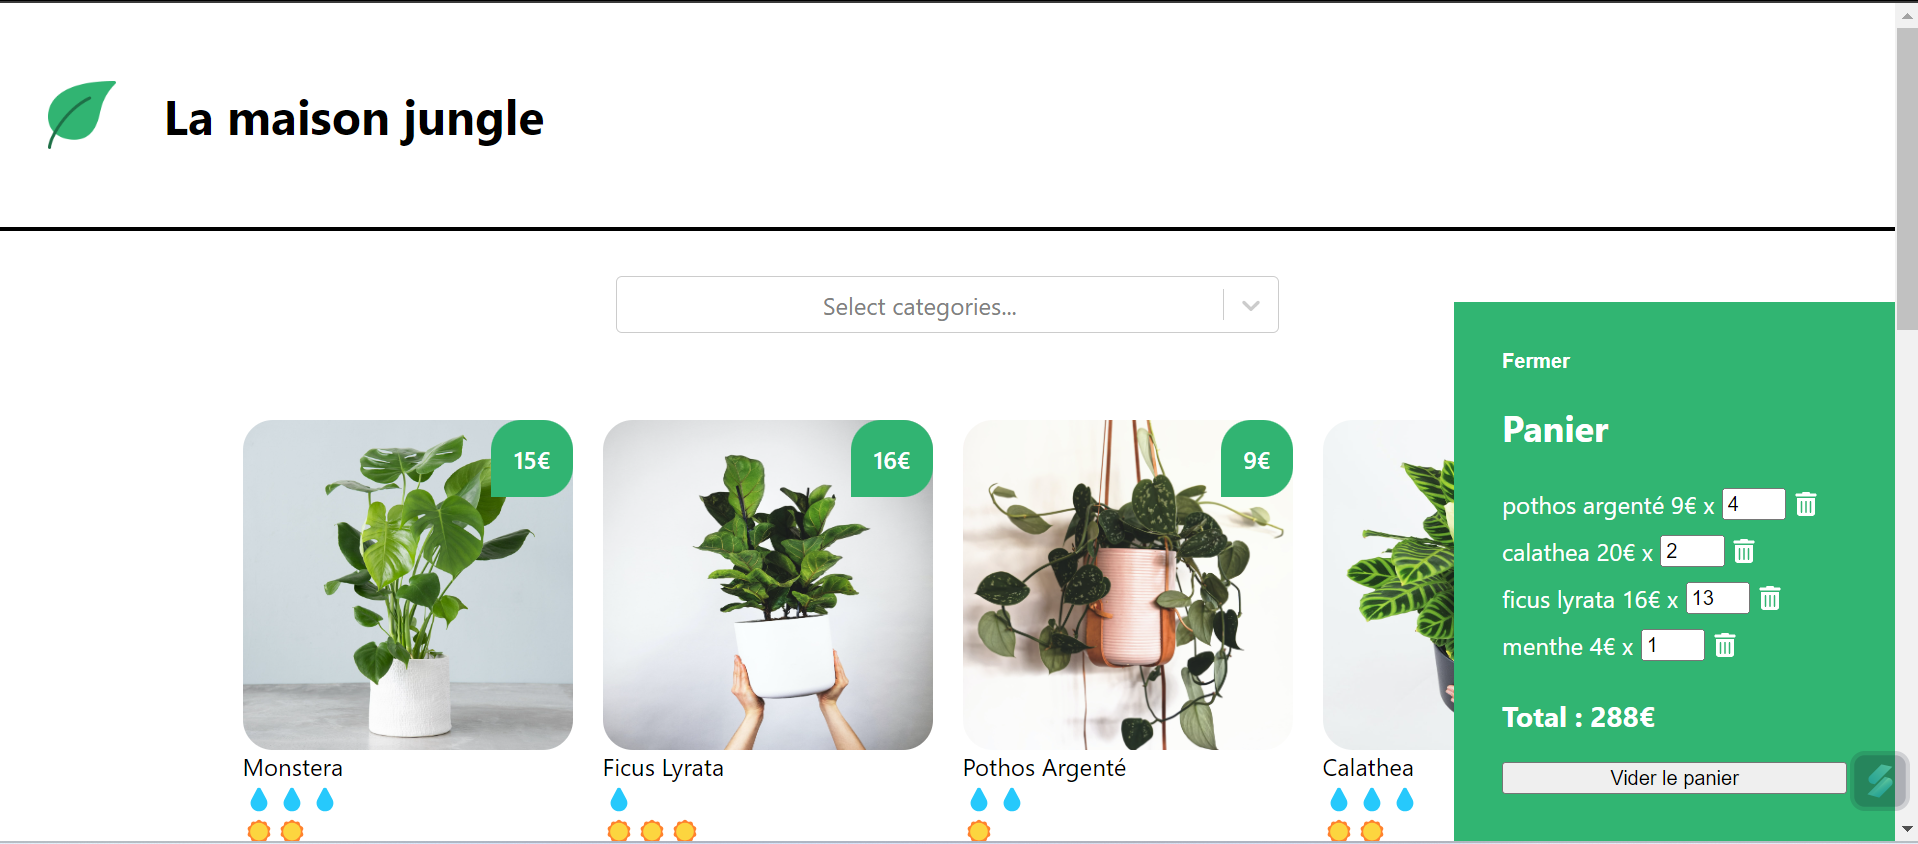 La maison jungle
Select categories...
Fermer
Panier
pothos argenté 9€ x 4
calathea 20€ x 2
ficus lyrata 16€ x 13
menthe 4€ x 1
Total : 288€
Vider le panier
15€
16€
9€
Monstera
Ficus Lyrata
Pothos Argenté
Calathea